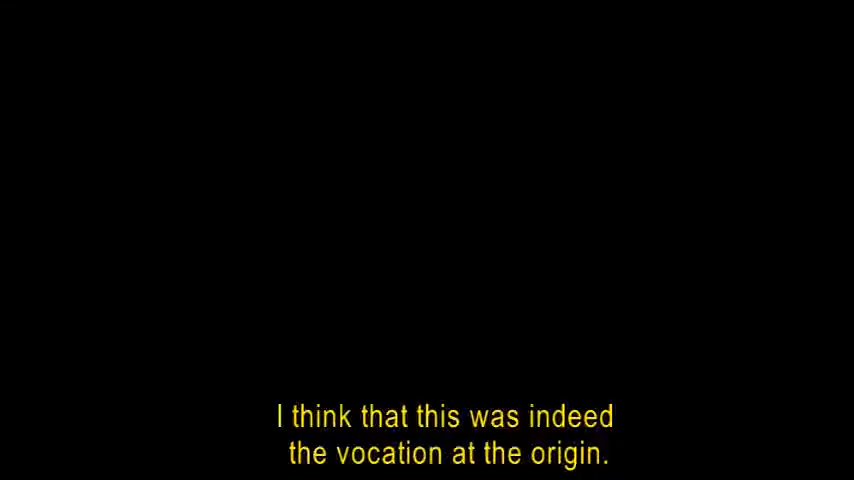 I think that this was indeed
the vocation at the origin.